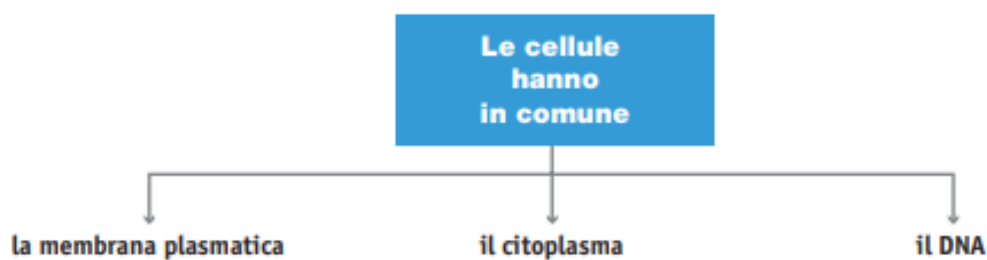 Le cellule
hanno
in comune
la membrana plasmatica
il citoplasma
il DNA